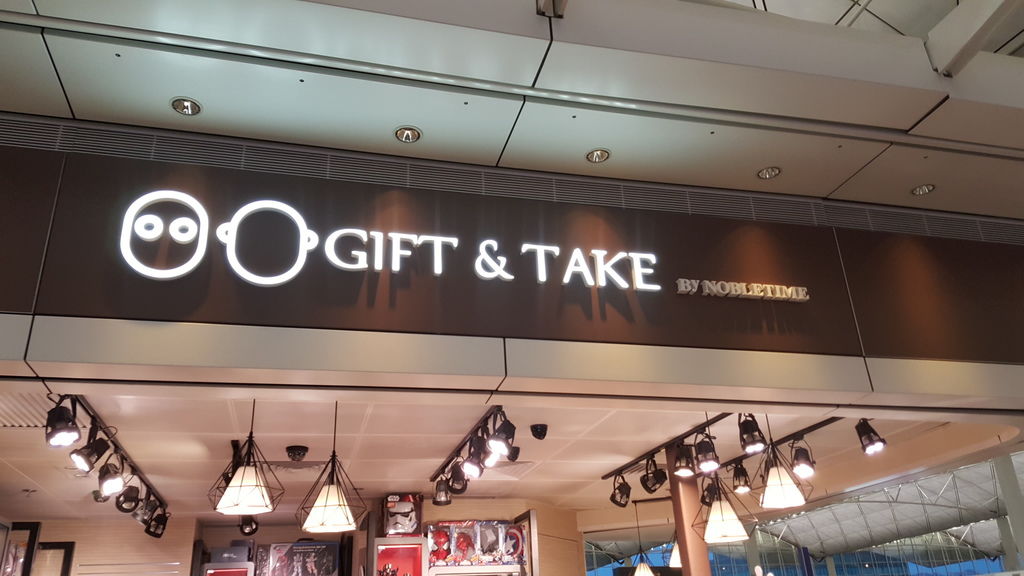 GIFT & TAKE BY NOBLETIME